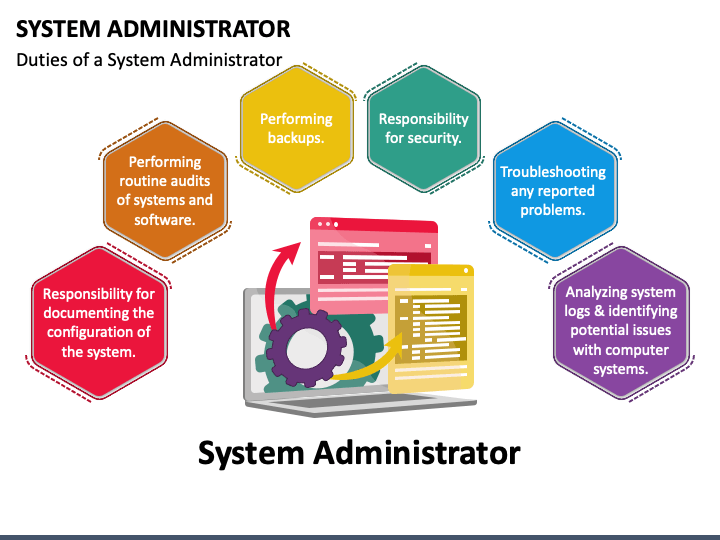 SYSTEM ADMINISTRATOR
Duties of a System Administrator
Responsibility for
documenting the
configuration of
the system.
Performing
routine audits
of systems and
software.
Performing
backups.
Responsibility
for security.
Troubleshooting
any reported
problems.
Analyzing system
logs & identifying
potential issues
with computer
systems.
System Administrator